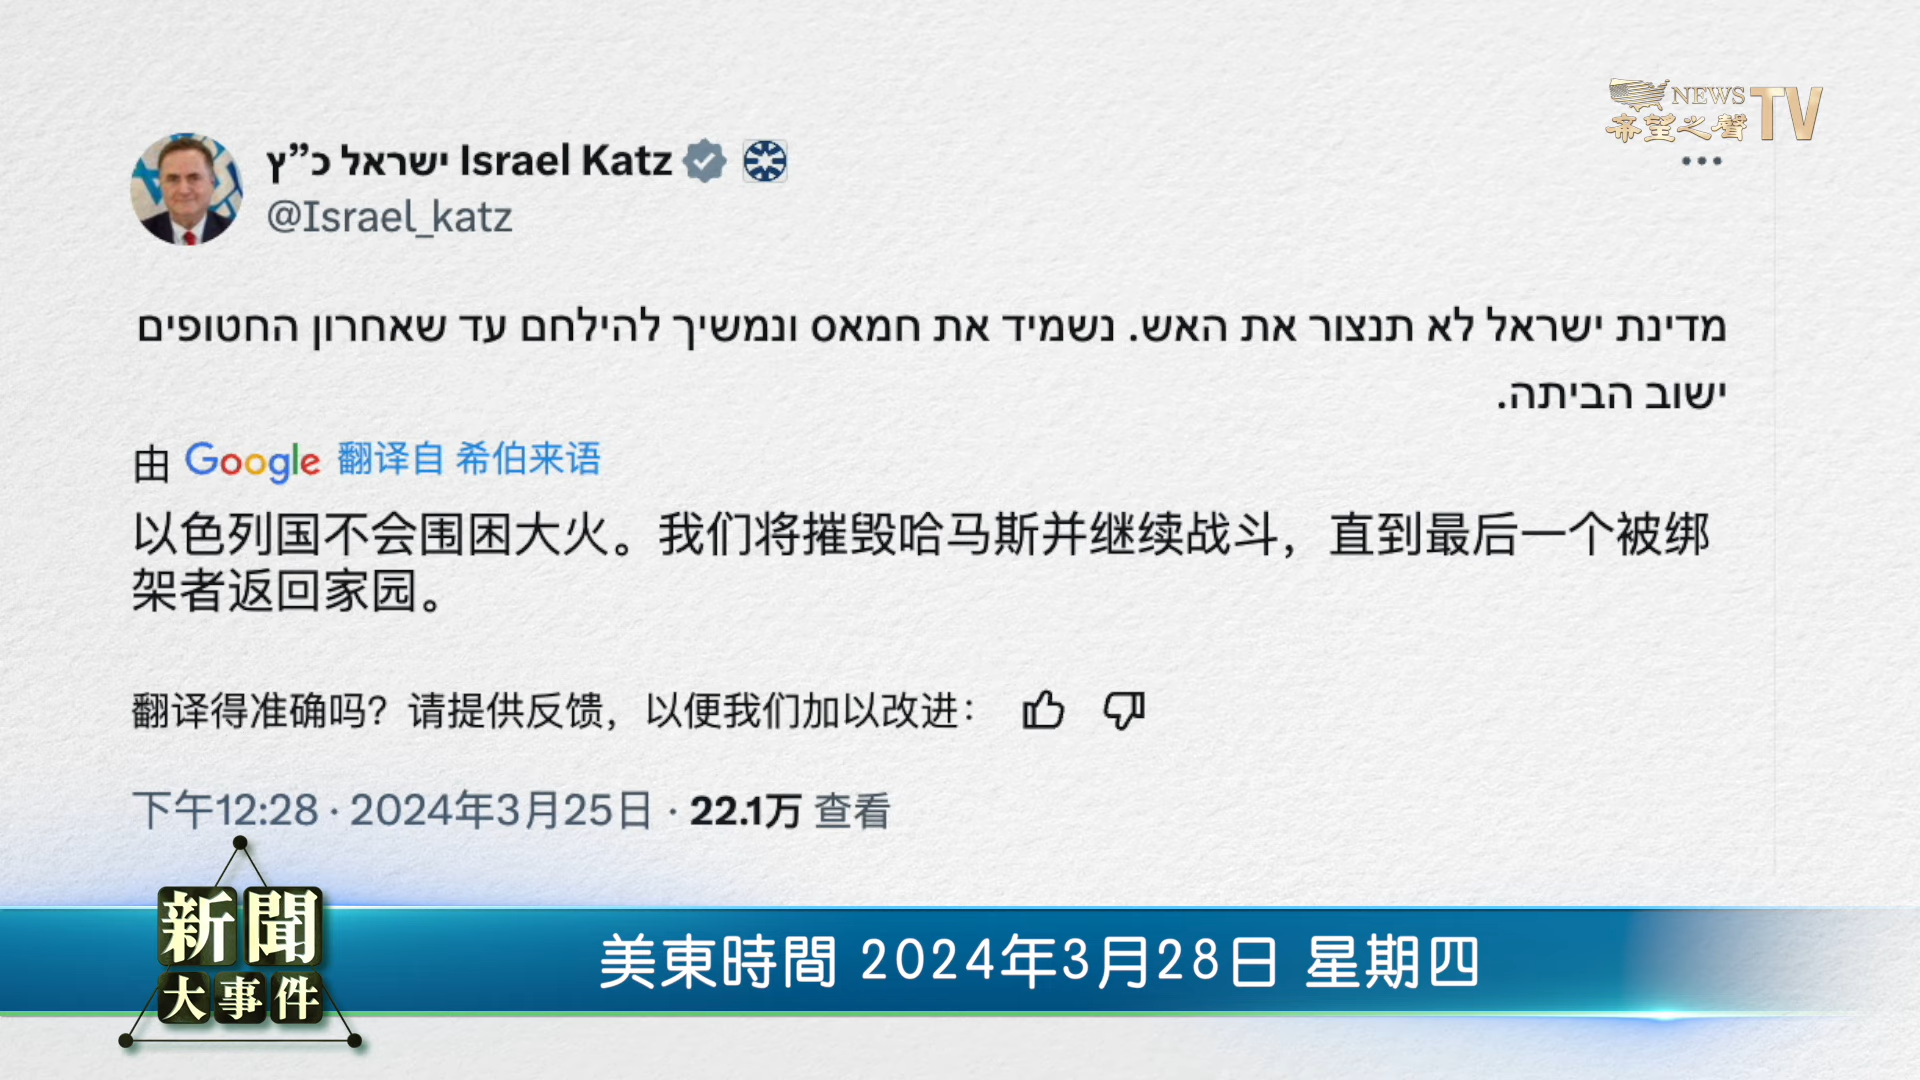 NEWS
希望之聲TV
ישראל כ”ץ Israel Katz
@Israel_katz
מדינת ישראל לא תנצור את האש. נשמיד את חמאס ונמשיך להילחם עד שאחרון החטופים
ישוב הביתה.
由 Google 翻译自 希伯来语
以色列国不会围困大火。我们将摧毁哈马斯并继续战斗，直到最后一个被绑
架者返回家园。
翻译得准确吗？请提供反馈，以便我们加以改进：
下午12:28 · 2024年3月25日 · 22.1万 查看
新聞
大事件
美東時間 2024年3月28日 星期四